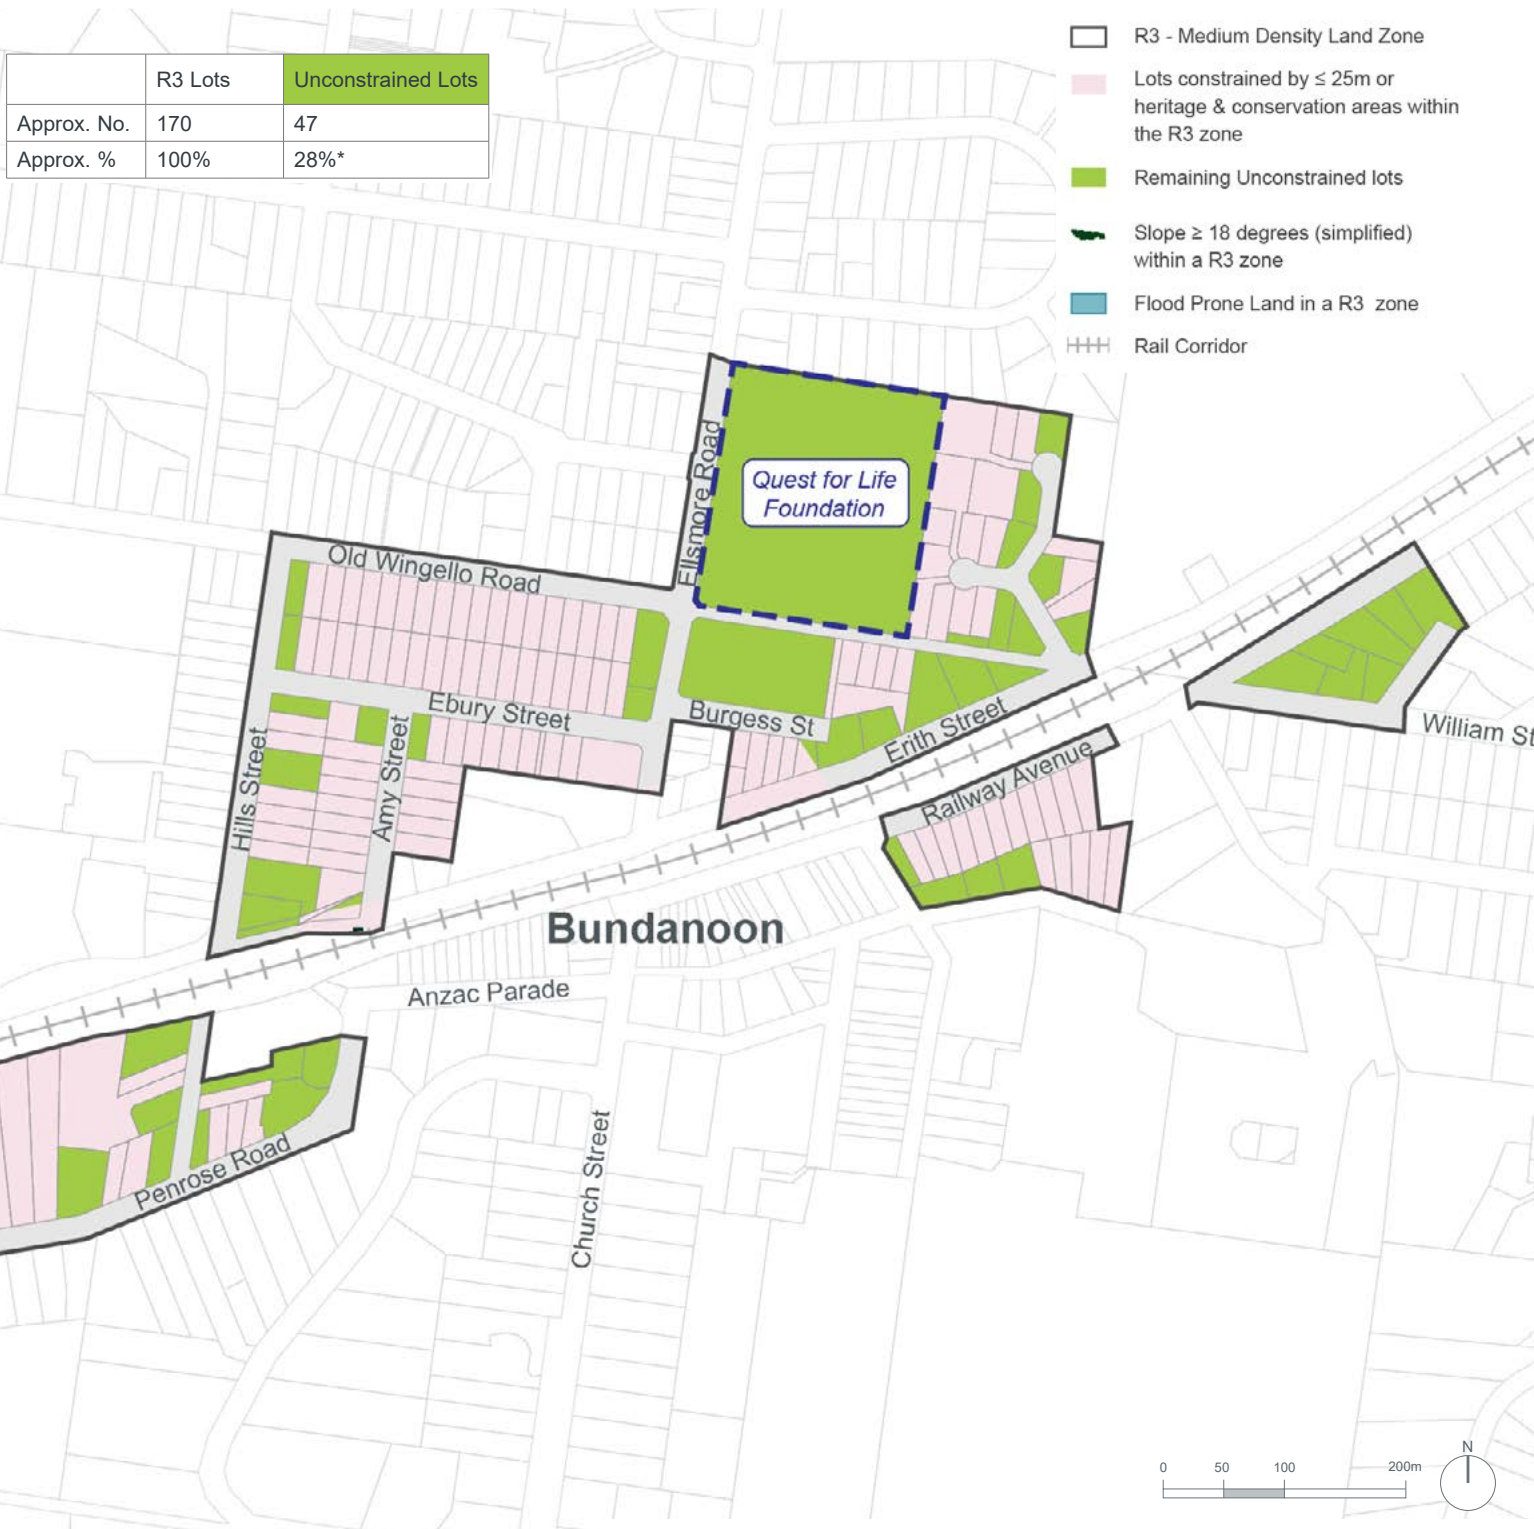 R3 Lots Unconstrained Lots
Approx. No. 170 47
Approx. % 100% 28%*
R3 - Medium Density Land Zone
Lots constrained by ≤ 25m or
heritage & conservation areas within
the R3 zone
Remaining Unconstrained lots
Slope ≥ 18 degrees (simplified)
within a R3 zone
Flood Prone Land in a R3 zone
Rail Corridor
Ellsmore Road
Quest for Life
Foundation
Old Wingello Road
Ebury Street
Burgess St
Erith Street
William St
Hills Street
Amy Street
Railway Avenue
Bundanoon
Anzac Parade
Penrose Road
Church Street
0 50 100 200m
N